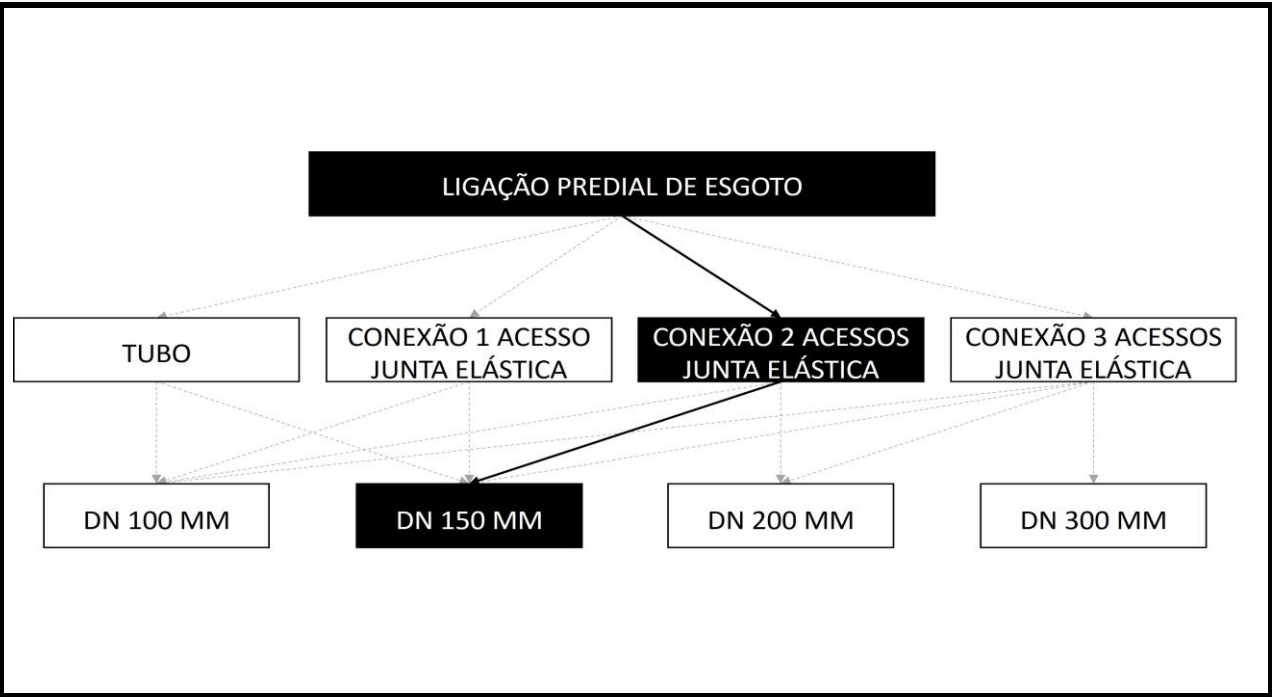 LIGAÇÃO PREDIAL DE ESGOTO
TUBO
CONEXÃO 1 ACESSO
JUNTA ELÁSTICA
CONEXÃO 2 ACESSOS
JUNTA ELÁSTICA
CONEXÃO 3 ACESSOS
JUNTA ELÁSTICA
DN 100 MM
DN 150 MM
DN 200 MM
DN 300 MM